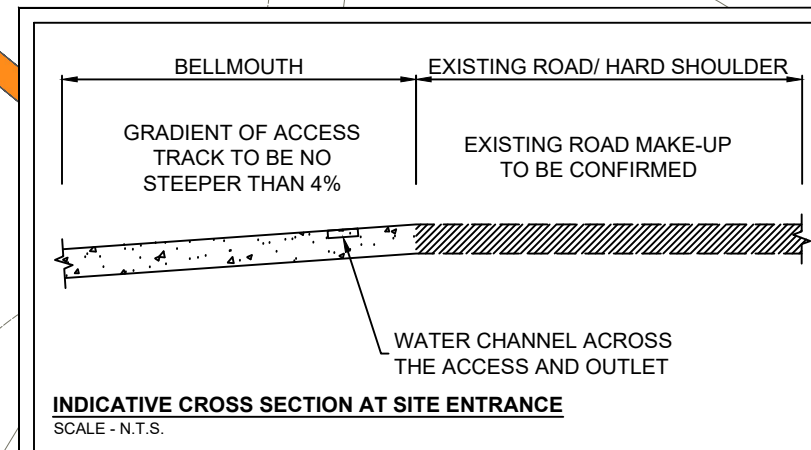 BELLMOUTH
EXISTING ROAD/ HARD SHOULDER
GRADIENT OF ACCESS
TRACK TO BE NO
STEEPER THAN 4%
EXISTING ROAD MAKE-UP
TO BE CONFIRMED
WATER CHANNEL ACROSS
THE ACCESS AND OUTLET
INDICATIVE CROSS SECTION AT SITE ENTRANCE
SCALE - N.T.S.